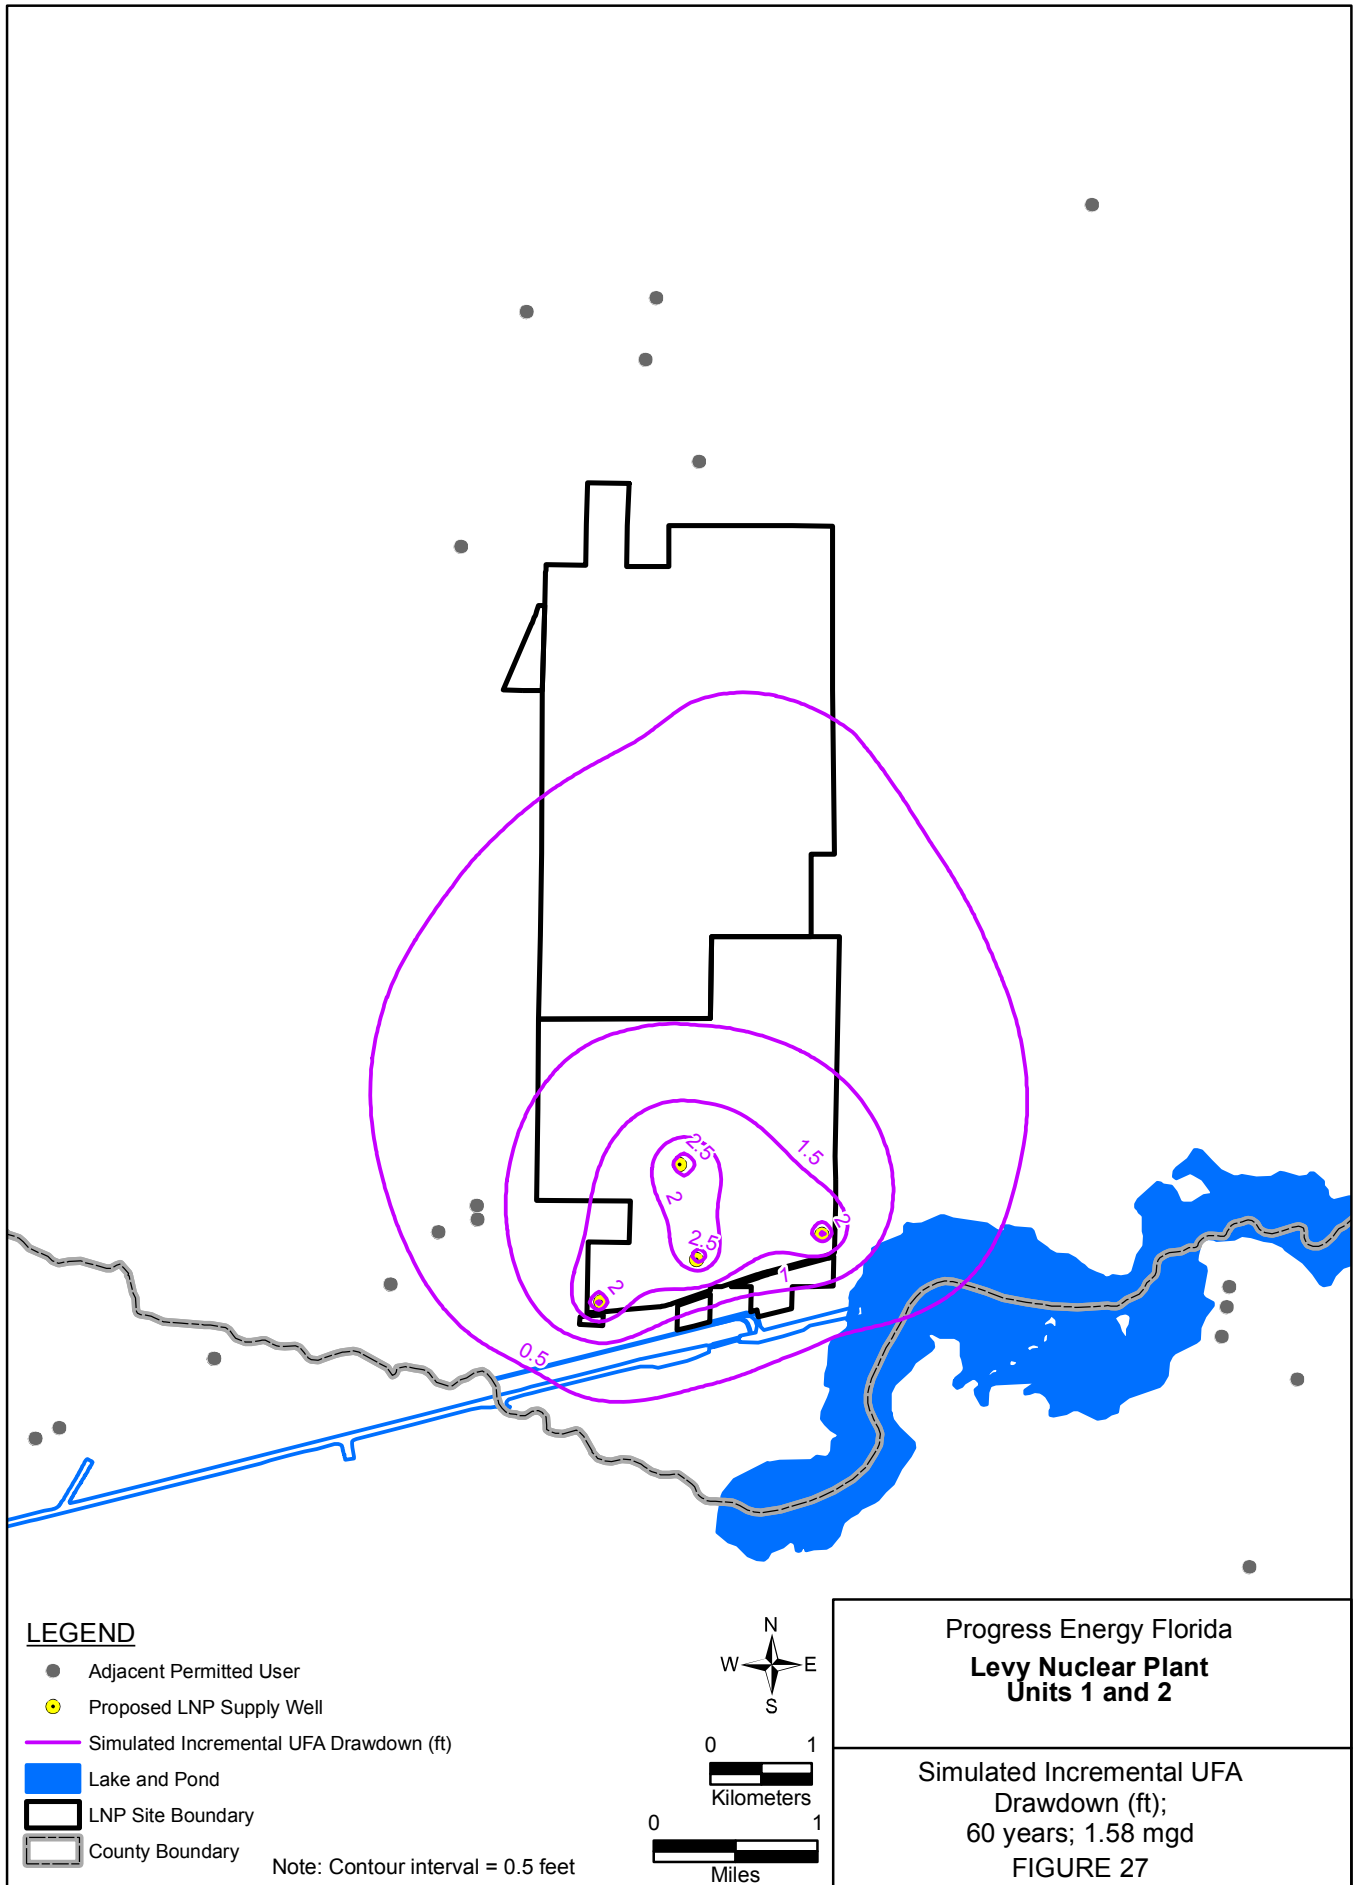 2.5
1.5
2
2
2.5
1
2
0.5
LEGEND
Adjacent Permitted User
Proposed LNP Supply Well
Simulated Incremental UFA Drawdown (ft)
Lake and Pond
LNP Site Boundary
County Boundary
Note: Contour interval = 0.5 feet
N
W E
S
0 1
Kilometers
0 1
Miles
Progress Energy Florida
Levy Nuclear Plant
Units 1 and 2
Simulated Incremental UFA
Drawdown (ft);
60 years; 1.58 mgd
FIGURE 27